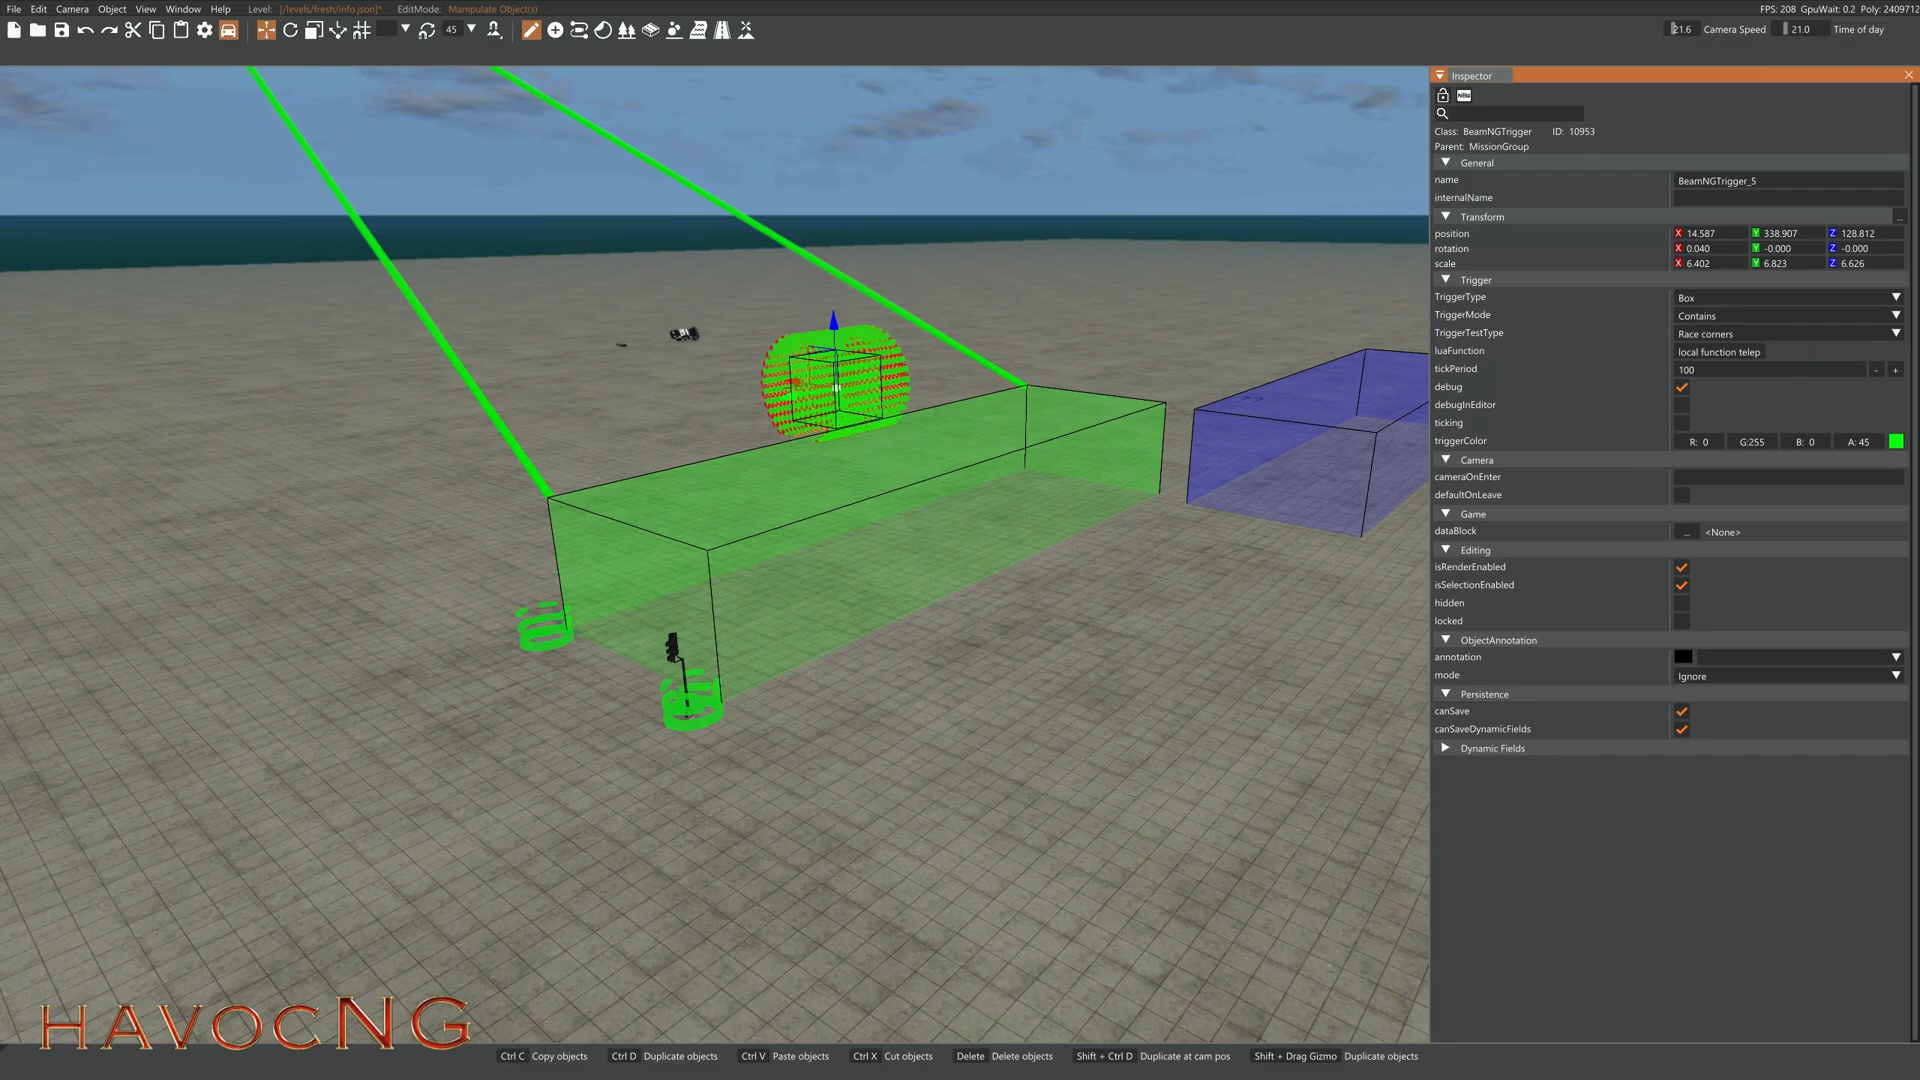 File Edit Camera Object View Window Help Level: [/levels/fresh/info.json]* EditMode: Manipulate Object(s) FPS: 208 GpuWait: 0.2 Poly: 2409712
45 21.6 Camera Speed 21.0 Time of day
Inspector
NEW
Class: BeamNGTrigger ID: 10953
Parent: MissionGroup
General
name BeamNGTrigger_5
internalName
Transform ...
position X 14.587 Y 338.907 Z 128.812
rotation X 0.040 Y -0.000 Z -0.000
scale X 6.402 Y 6.823 Z 6.626
Trigger
TriggerType Box
TriggerMode Contains
TriggerTestType Race corners
luaFunction local function telep
tickPeriod 100 - +
debug
debugInEditor
ticking
triggerColor R: 0 G:255 B: 0 A: 45
Camera
cameraOnEnter
defaultOnLeave
Game
dataBlock ... <None>
Editing
isRenderEnabled
isSelectionEnabled
hidden
locked
ObjectAnnotation
annotation
mode Ignore
Persistence
canSave
canSaveDynamicFields
Dynamic Fields
HAVOCNG
Ctrl C Copy objects Ctrl D Duplicate objects Ctrl V Paste objects Ctrl X Cut objects Delete Delete objects Shift + Ctrl D Duplicate at cam pos Shift + Drag Gizmo Duplicate objects